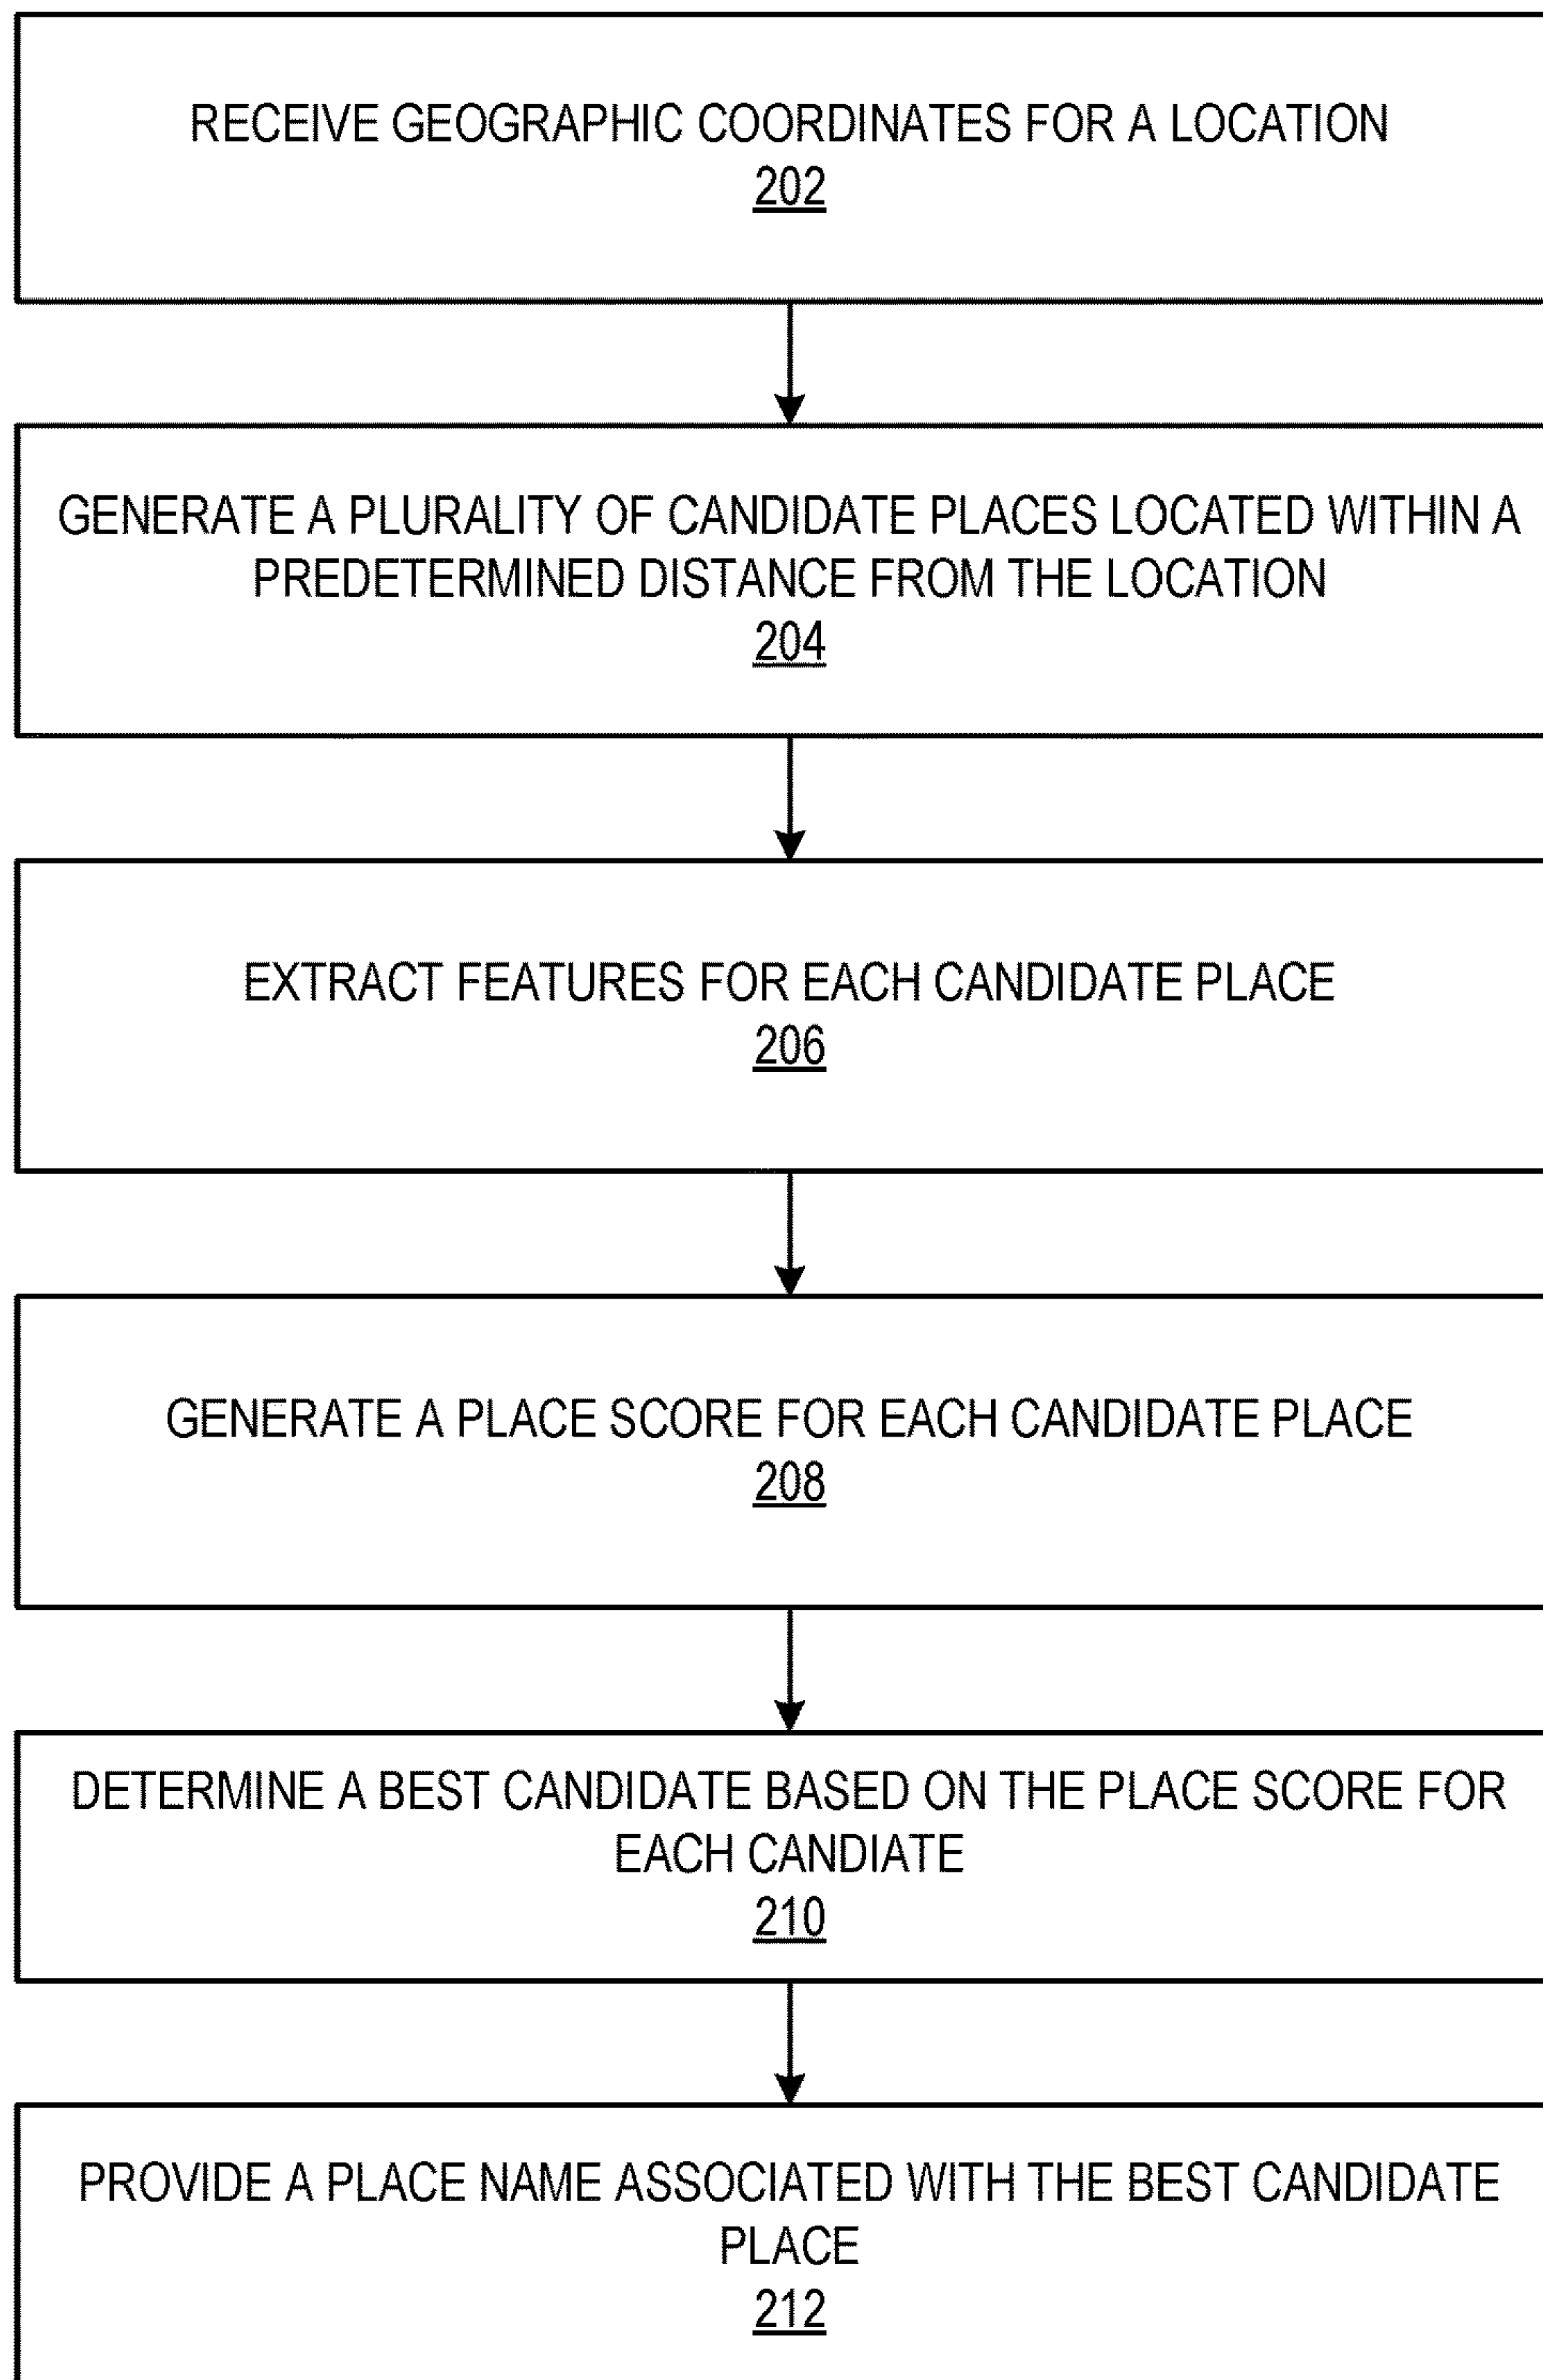 RECEIVE GEOGRAPHIC COORDINATES FOR A LOCATION
202
GENERATE A PLURALITY OF CANDIDATE PLACES LOCATED WITHIN A
PREDETERMINED DISTANCE FROM THE LOCATION
204
EXTRACT FEATURES FOR EACH CANDIDATE PLACE
206
GENERATE A PLACE SCORE FOR EACH CANDIDATE PLACE
208
DETERMINE A BEST CANDIDATE BASED ON THE PLACE SCORE FOR
EACH CANDIATE
210
PROVIDE A PLACE NAME ASSOCIATED WITH THE BEST CANDIDATE
PLACE
212